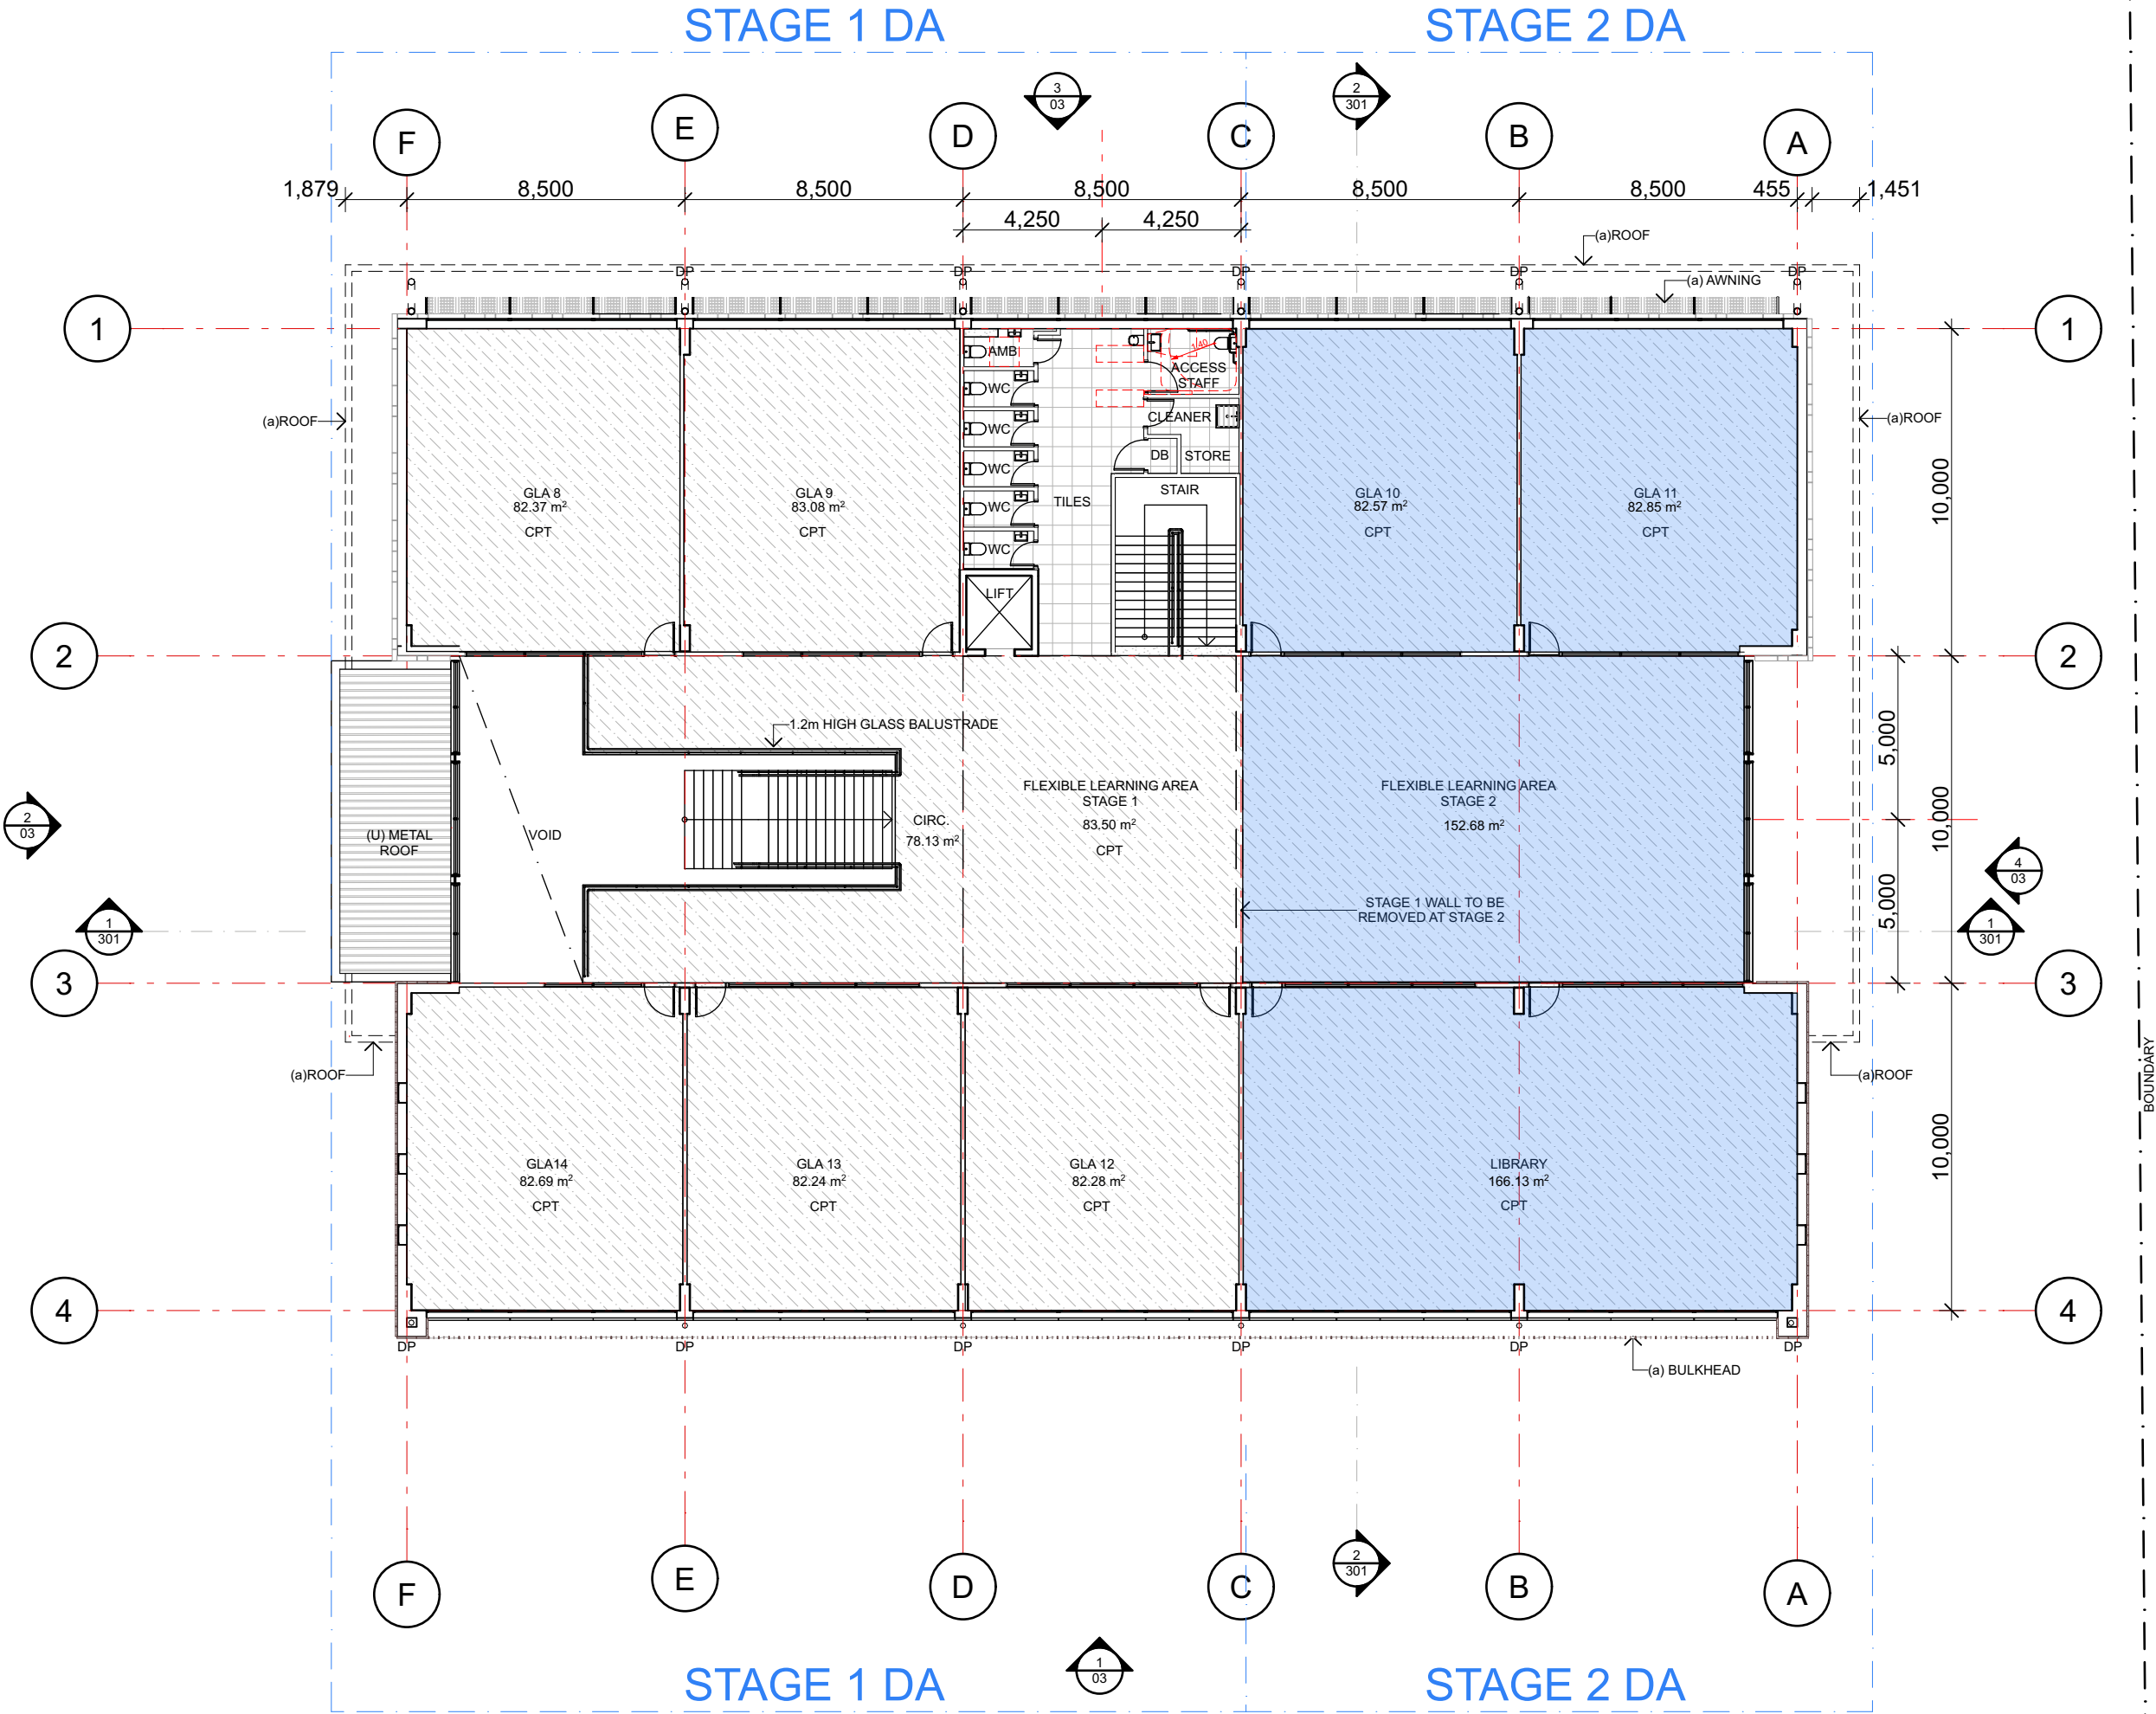 STAGE 1 DA
STAGE 2 DA
3
03
2
301
F
E
D
C
B
A
1,879
8,500
8,500
8,500
8,500
8,500
455
1,451
4,250
4,250
(a)ROOF
DP
DP
DP
DP
DP
(a) AWNING
1
1
AMB
1/40
ACCESS
STAFF
WC
(a)ROOF
(a)ROOF
CLEANER
WC
DB
STORE
WC
10,000
STAIR
GLA 8
82.37 m²
CPT
GLA 9
83.08 m²
CPT
TILES
WC
WC
GLA 10
82.57 m²
CPT
GLA 11
82.85 m²
CPT
LIFT
2
2
1.2m HIGH GLASS BALUSTRADE
5,000
FLEXIBLE LEARNING AREA
STAGE 1
83.50 m²
CPT
FLEXIBLE LEARNING AREA
STAGE 2
152.68 m²
2
03
(U) METAL
ROOF
VOID
CIRC.
78.13 m²
10,000
4
03
5,000
STAGE 1 WALL TO BE
REMOVED AT STAGE 2
1
301
1
301
3
3
(a)ROOF
(a)ROOF
BOUNDARY
10,000
GLA14
82.69 m²
CPT
GLA 13
82.24 m²
CPT
GLA 12
82.28 m²
CPT
LIBRARY
166.13 m²
CPT
4
4
DP
DP
DP
DP
DP
DP
(a) BULKHEAD
2
301
F
E
D
C
B
A
1
03
STAGE 1 DA
STAGE 2 DA